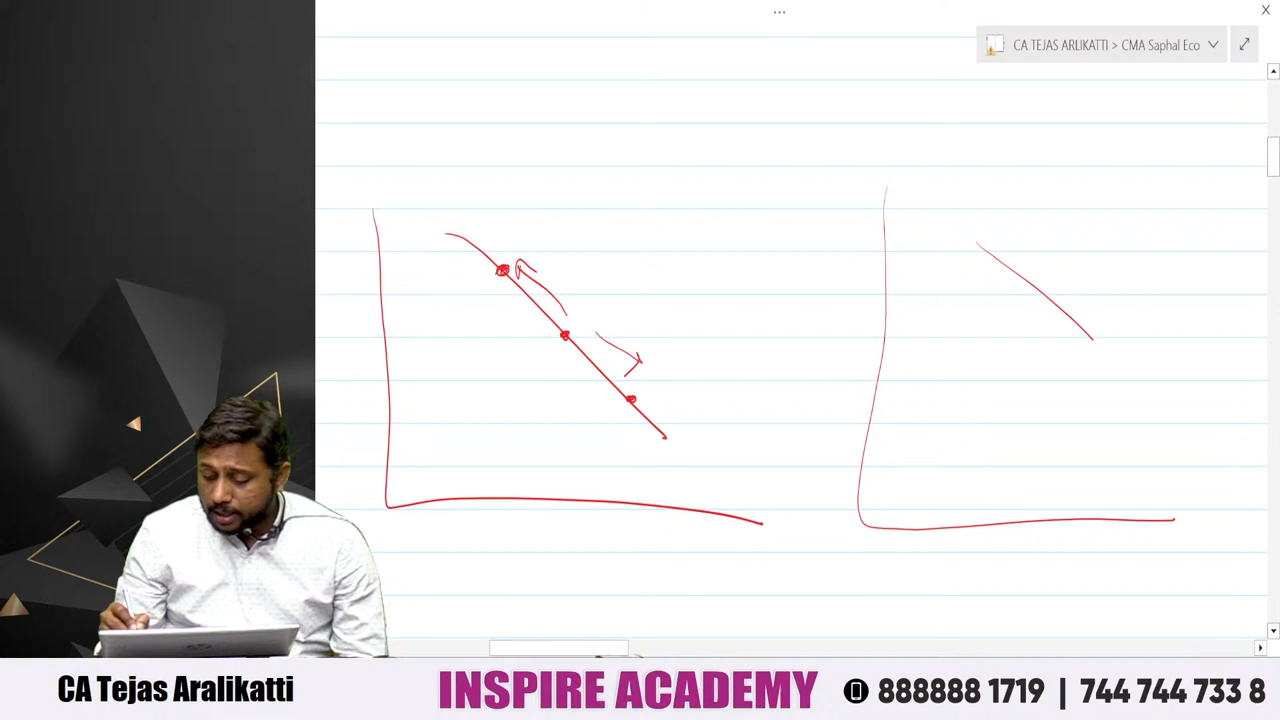 CA TEJAS ARLIKATTI > CMA Saphal Eco
CA Tejas Aralikatti
INSPIRE ACADEMY
888888 1719 | 744 744 733 8